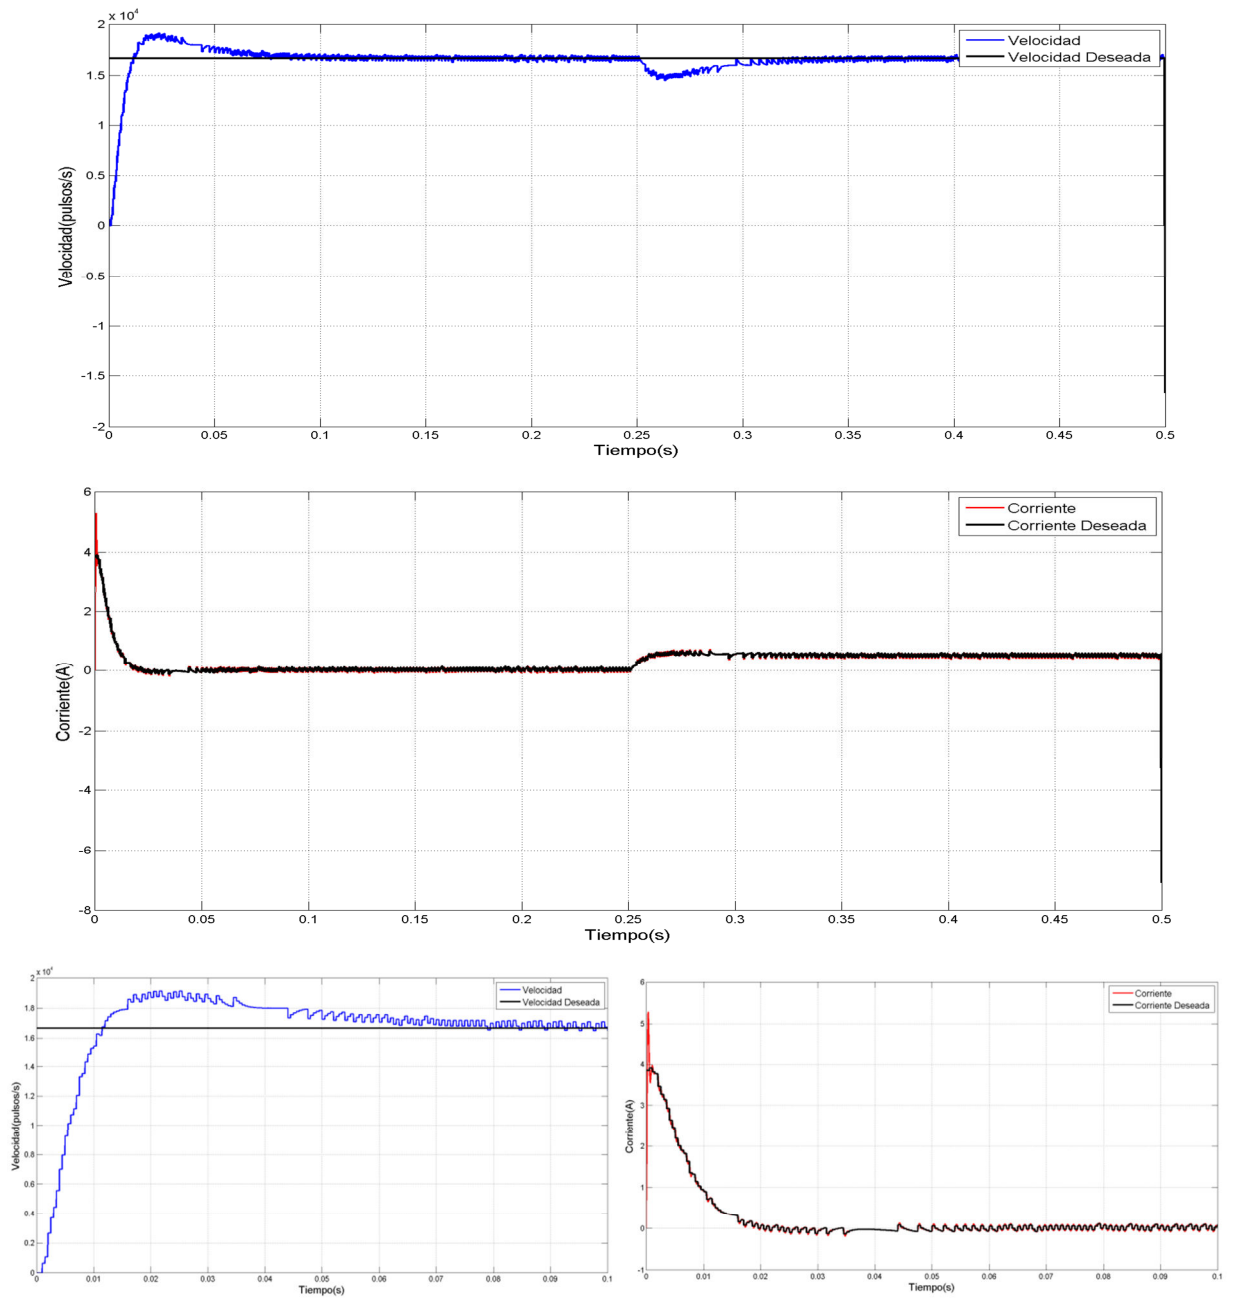 x 10⁴
2
1.5
1
0.5
0
-0.5
-1
-1.5
-2
Velocidad(pulsos/s)
Velocidad
Velocidad Deseada
0 0.05 0.1 0.15 0.2 0.25 0.3 0.35 0.4 0.45 0.5
Tiempo(s)
6
4
2
0
-2
-4
-6
-8
Corriente(A)
Corriente
Corriente Deseada
0 0.05 0.1 0.15 0.2 0.25 0.3 0.35 0.4 0.45 0.5
Tiempo(s)
x 10⁴
2
1.8
1.6
1.4
1.2
1
0.8
0.6
0.4
0.2
0
Velocidad(pulsos/s)
Velocidad
Velocidad Deseada
0 0.01 0.02 0.03 0.04 0.05 0.06 0.07 0.08 0.09 0.1
Tiempo(s)
6
5
4
3
2
1
0
-1
Corriente(A)
Corriente
Corriente Deseada
0 0.01 0.02 0.03 0.04 0.05 0.06 0.07 0.08 0.09 0.1
Tiempo(s)